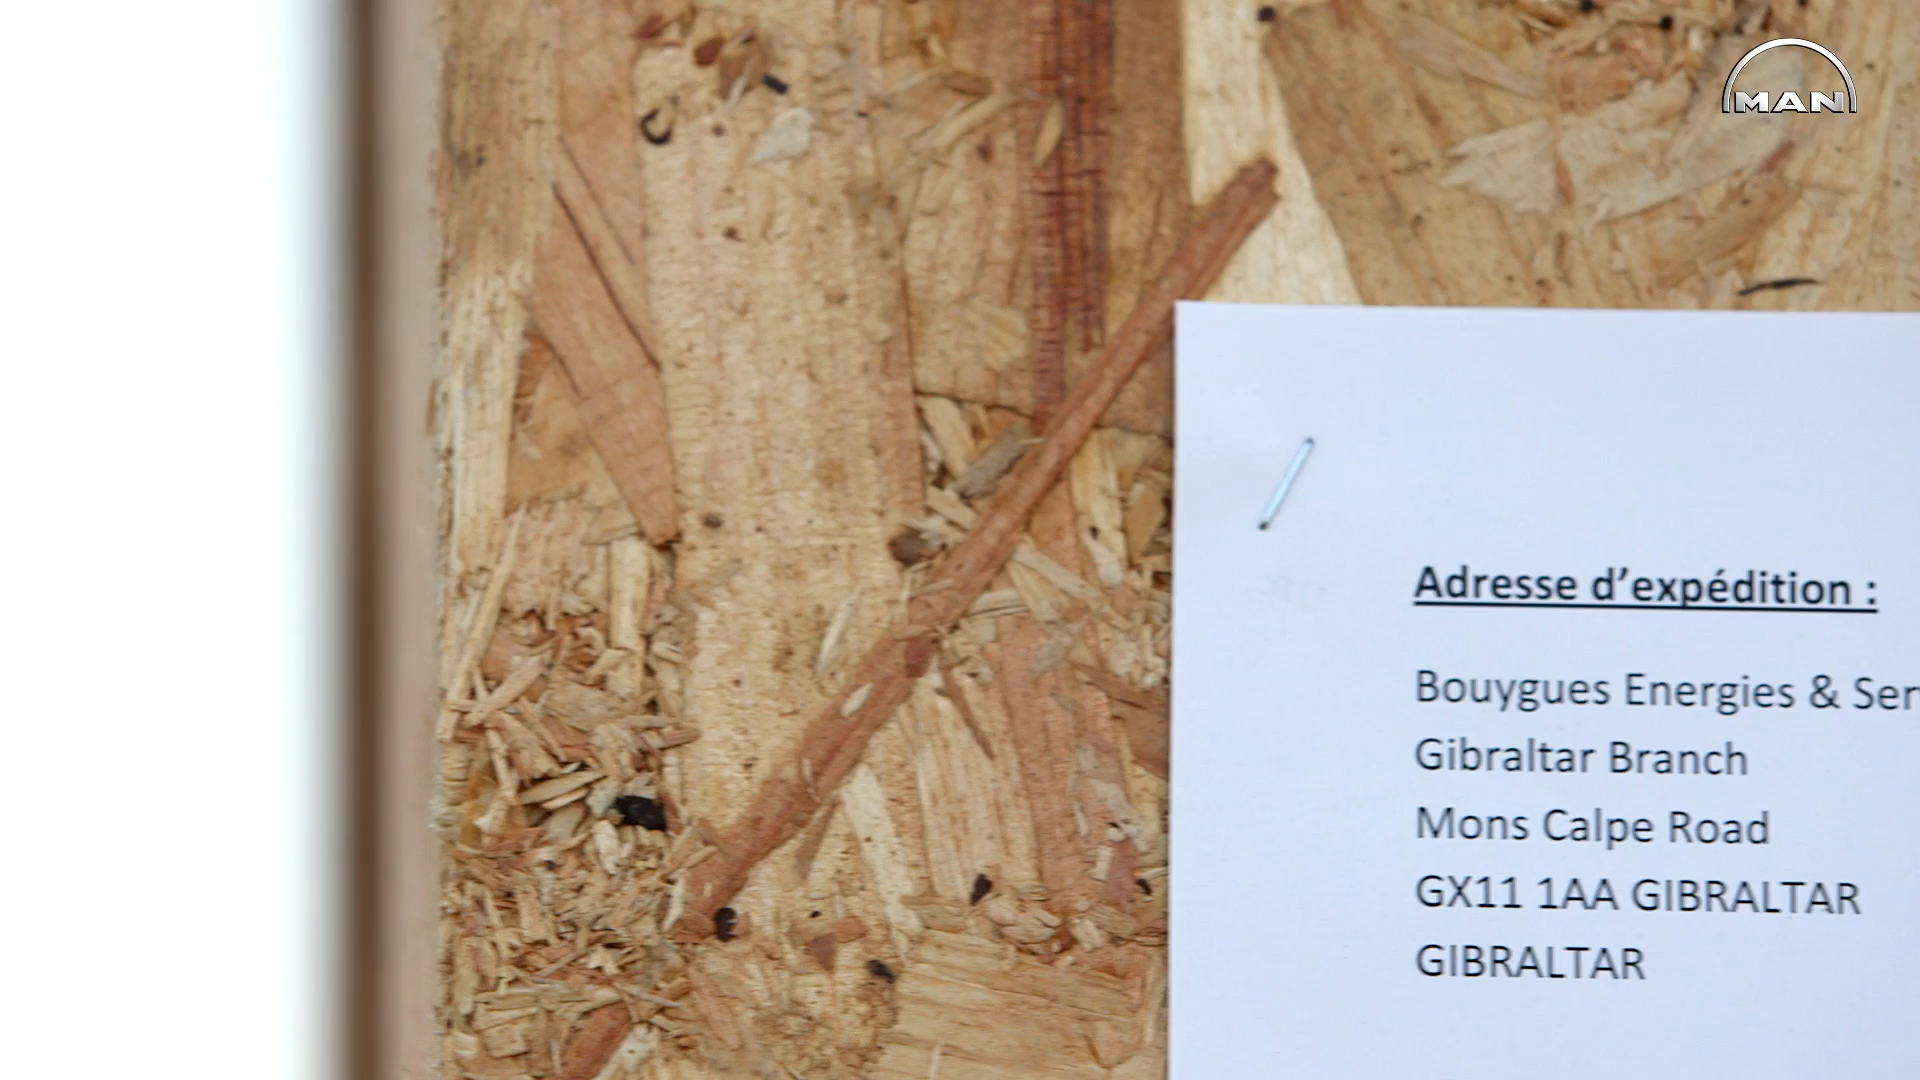 MAN
Adresse d'expédition :
Bouygues Energies & Ser
Gibraltar Branch
Mons Calpe Road
GX11 1AA GIBRALTAR
GIBRALTAR